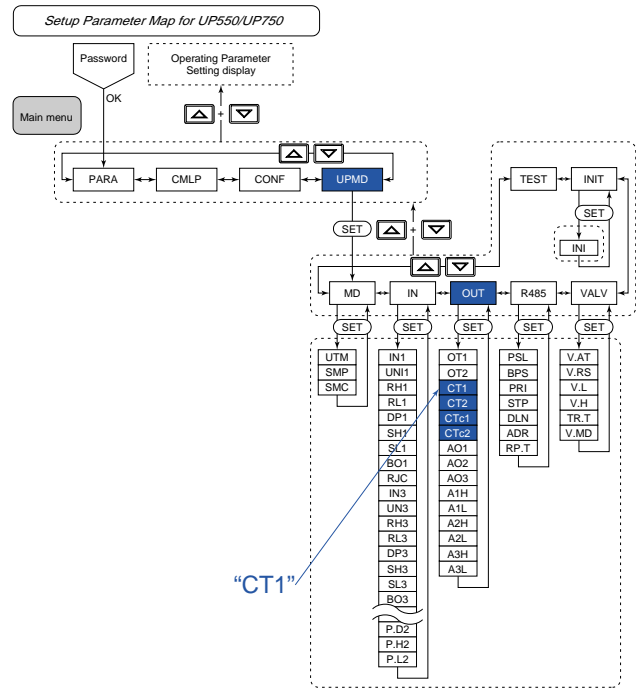 Setup Parameter Map for UP550/UP750
Password
Operating Parameter
Setting display
OK
Main menu
+
PARA
CMLP
CONF
UPMD
SET
+
TEST
INIT
SET
INI
MD
IN
OUT
R485
VALV
SET
SET
SET
SET
SET
UTM
SMP
SMC
IN1
UNI1
RH1
RL1
DP1
SH1
SL1
BO1
RJC
IN3
UN3
RH3
RL3
DP3
SH3
SL3
BO3
P.D2
P.H2
P.L2
OT1
OT2
CT1
CT2
CTc1
CTc2
AO1
AO2
AO3
A1H
A1L
A2H
A2L
A3H
A3L
PSL
BPS
PRI
STP
DLN
ADR
RP.T
V.AT
V.RS
V.L
V.H
TR.T
V.MD
“CT1”